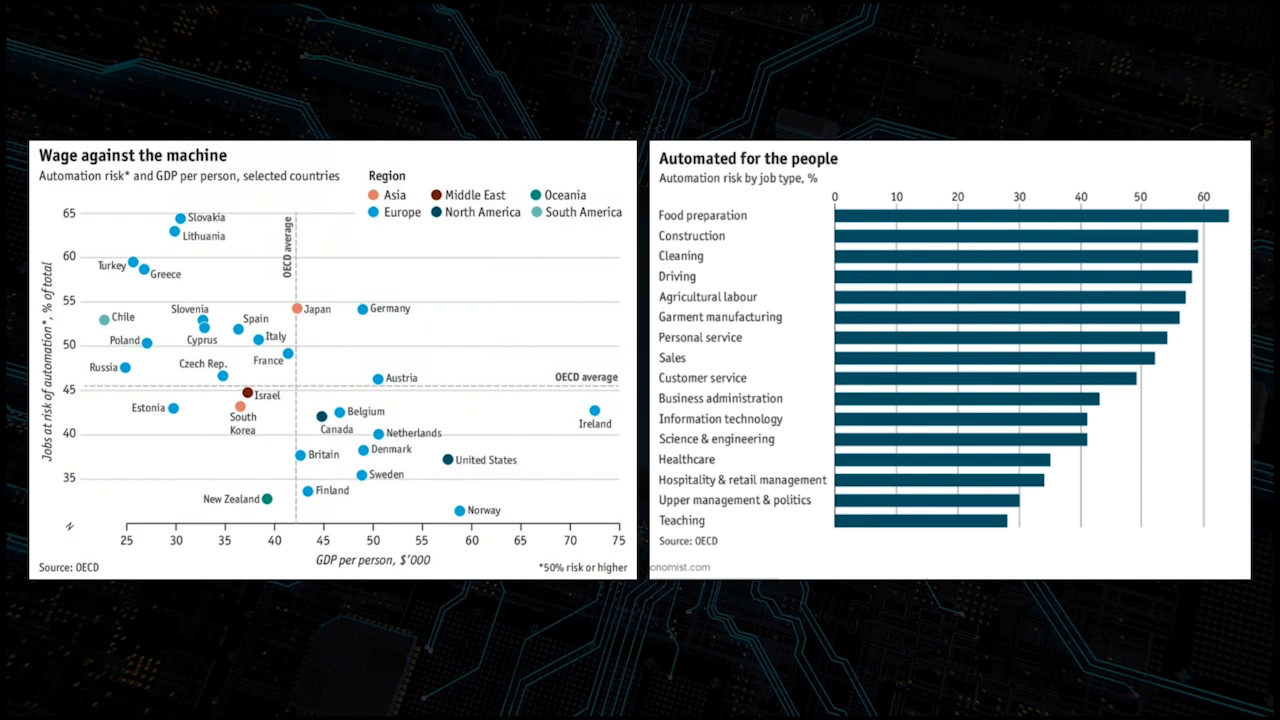 Wage against the machine
Automation risk* and GDP per person, selected countries
Region
Asia
Middle East
Oceania
Europe
North America
South America
Jobs at risk of automation*, % of total
65
60
55
50
45
40
35
OECD average
OECD average
Slovakia
Lithuania
Turkey
Greece
Chile
Slovenia
Cyprus
Spain
Italy
Japan
Germany
Poland
France
Russia
Czech Rep.
Austria
Israel
Estonia
South
Korea
Belgium
Canada
Ireland
Netherlands
Britain
Denmark
United States
Sweden
Finland
New Zealand
Norway
25
30
35
40
45
50
55
60
65
70
75
GDP per person, $’000
Source: OECD
*50% risk or higher
Automated for the people
Automation risk by job type, %
0 10 20 30 40 50 60
Food preparation
Construction
Cleaning
Driving
Agricultural labour
Garment manufacturing
Personal service
Sales
Customer service
Business administration
Information technology
Science & engineering
Healthcare
Hospitality & retail management
Upper management & politics
Teaching
Source: OECD
onomist.com